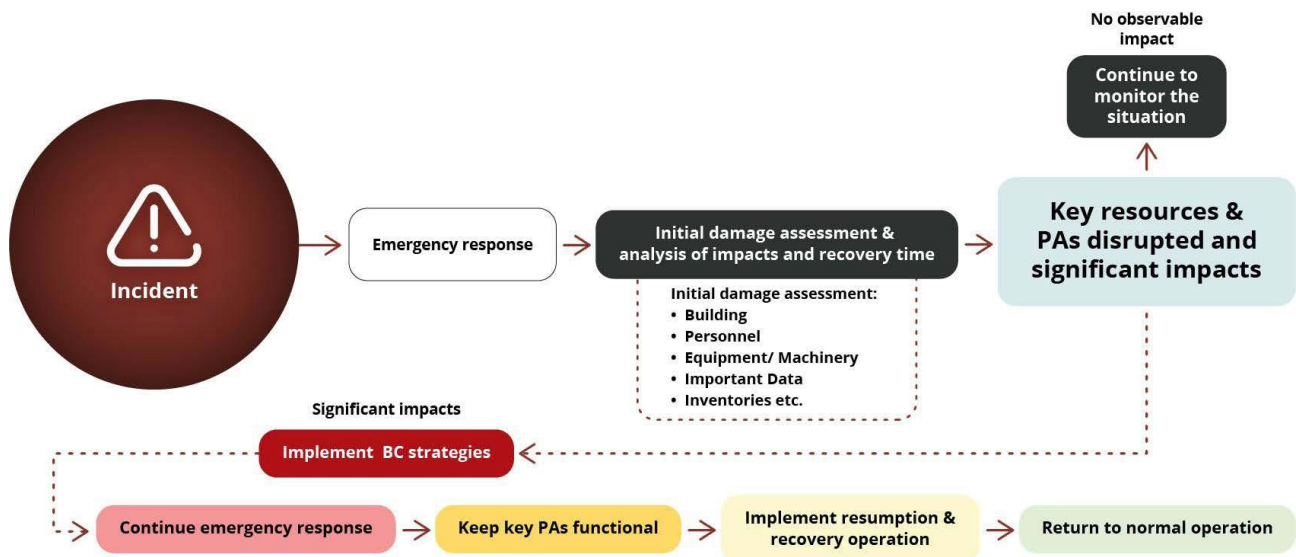 No observable
impact
Continue to
monitor the
situation
Incident
Emergency response
Initial damage assessment &
analysis of impacts and recovery time
Key resources &
PAs disrupted and
significant impacts
Initial damage assessment:
• Building
• Personnel
• Equipment/ Machinery
• Important Data
• Inventories etc.
Significant impacts
Implement BC strategies
Continue emergency response
Keep key PAs functional
Implement resumption &
recovery operation
Return to normal operation